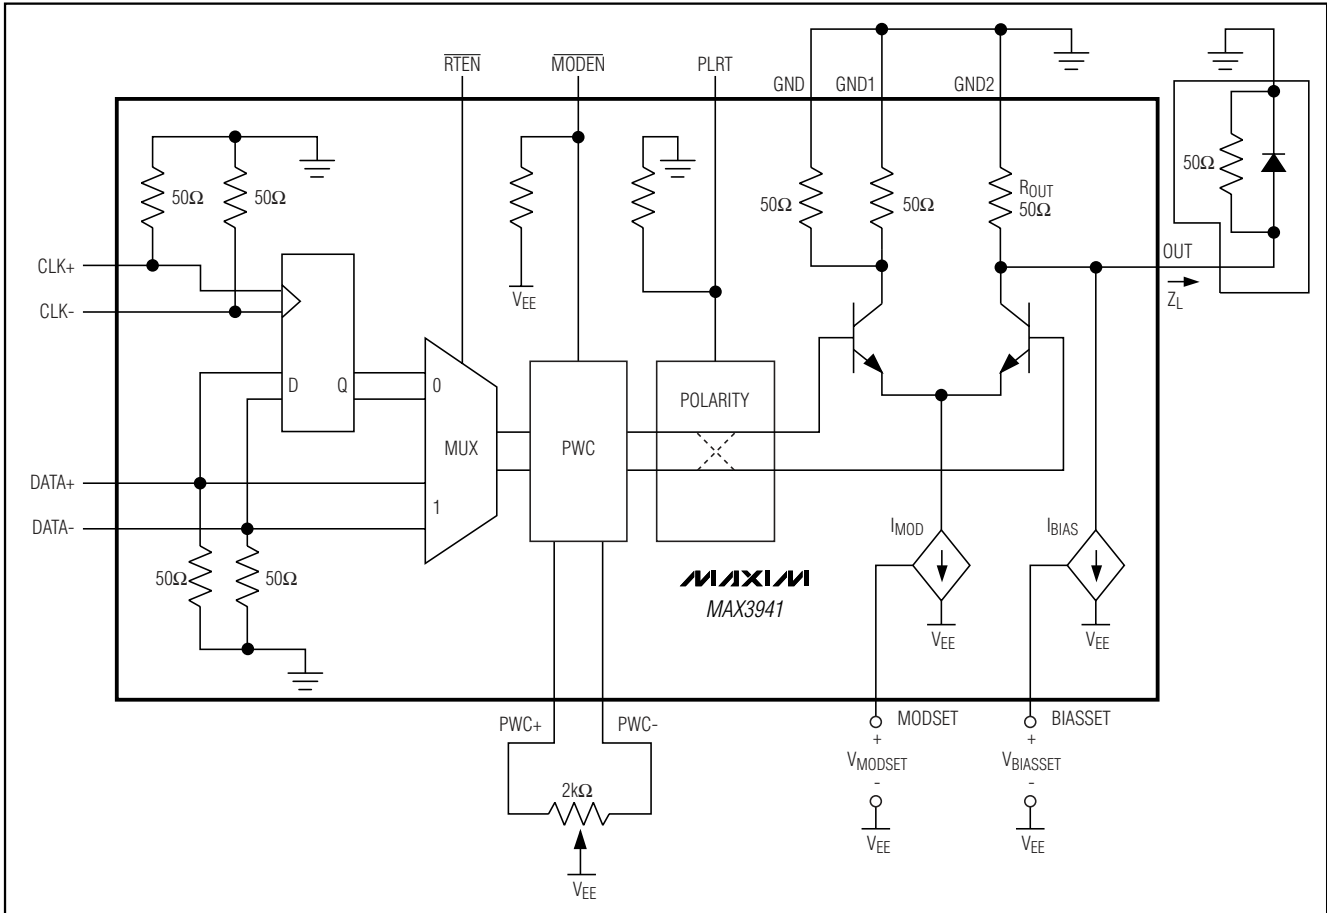 RTEN
MODEN
PLRT
GND
GND1
GND2
50Ω
50Ω
50Ω
50Ω
ROUT
50Ω
50Ω
OUT
ZL
CLK+
CLK-
VEE
D
Q
0
MUX
1
PWC
POLARITY
DATA+
DATA-
50Ω
50Ω
IMOD
IBIAS
MAXIM
MAX3941
VEE
VEE
PWC+
PWC-
MODSET
BIASSET
+
+
VMODSET
VBIASSET
-
-
2kΩ
VEE
VEE
VEE